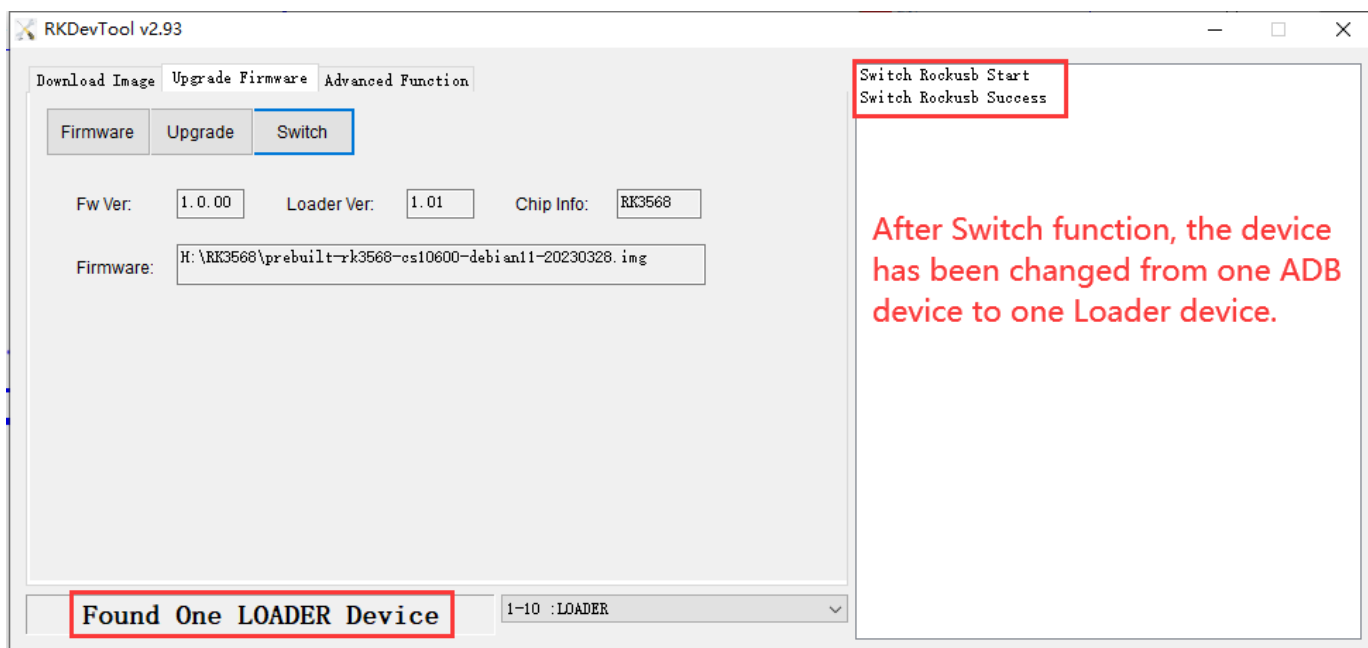 RKDevTool v2.93
Download Image Upgrade Firmware Advanced Function
Firmware Upgrade Switch
Fw Ver: 1.0.00 Loader Ver: 1.01 Chip Info: RK3568
Firmware: H:\RK3568\prebuilt-rk3568-cs10600-debian11-20230328.img
Found One LOADER Device
1-10 :LOADER
Switch Rockusb Start
Switch Rockusb Success
After Switch function, the device
has been changed from one ADB
device to one Loader device.